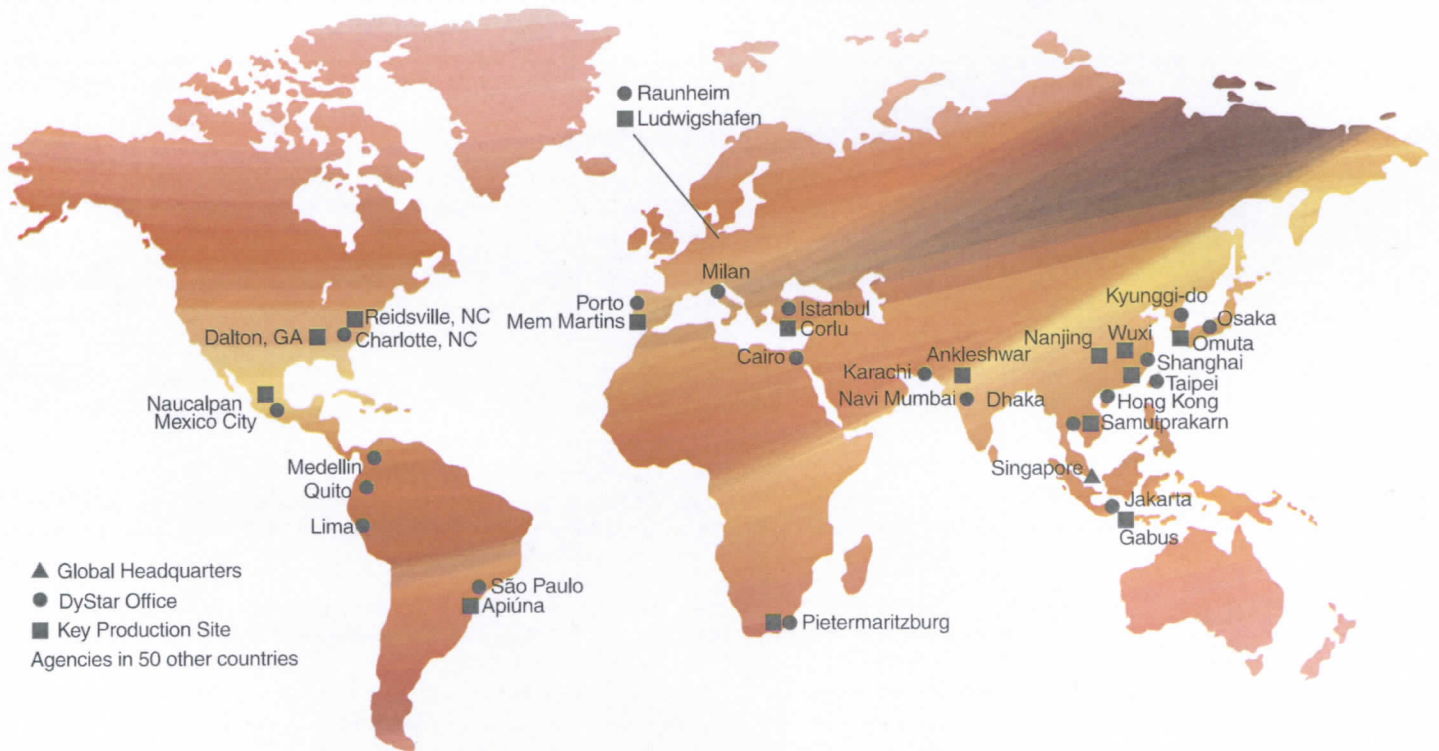 Raunheim
Ludwigshafen
Milan
Porto
Mem Martins
Istanbul
Corlu
Cairo
Reidsville, NC
Dalton, GA
Charlotte, NC
Naucalpan
Mexico City
Medellin
Quito
Lima
São Paulo
Apiúna
Pietermaritzburg
Karachi
Ankleshwar
Navi Mumbai
Dhaka
Nanjing
Wuxi
Kyunggi-do
Osaka
Omuta
Shanghai
Taipei
Hong Kong
Samutprakarn
Singapore
Jakarta
Gabus
Global Headquarters
DyStar Office
Key Production Site
Agencies in 50 other countries